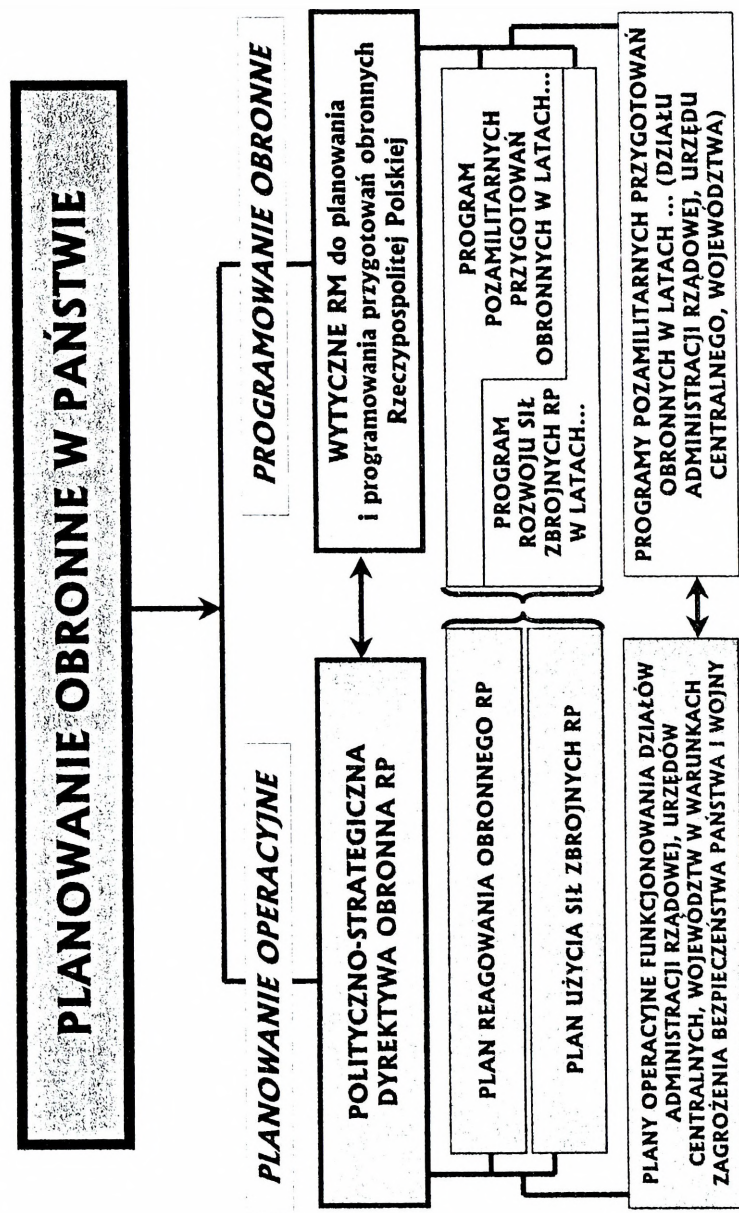 PLANOWANIE OBRONNE W PAŃSTWIE
PLANOWANIE OPERACYJNE
PROGRAMOWANIE OBRONNE
POLITYCZNO-STRATEGICZNA
DYREKTYWA OBRONNA RP
WYTYCZNE RM do planowania
i programowania przygotowań obronnych
Rzeczypospolitej Polskiej
PLAN REAGOWANIA OBRONNEGO RP
PLAN UŻYCIA SIŁ ZBROJNYCH RP
PROGRAM
ROZWOJU SIŁ
ZBROJNYCH RP
W LATACH...
PROGRAM
POZAMILITARNYCH
PRZYGOTOWAŃ
OBRONNYCH W LATACH...
PLANY OPERACYJNE FUNKCJONOWANIA DZIAŁÓW
ADMINISTRACJI RZĄDOWEJ, URZĘDÓW
CENTRALNYCH, WOJEWÓDZTW W WARUNKACH
ZAGROŻENIA BEZPIECZEŃSTWA PAŃSTWA I WOJNY
PROGRAMY POZAMILITARNYCH PRZYGOTOWAŃ
OBRONNYCH W LATACH ... (DZIAŁU
ADMINISTRACJI RZĄDOWEJ, URZĘDU
CENTRALNEGO, WOJEWÓDZTWA)